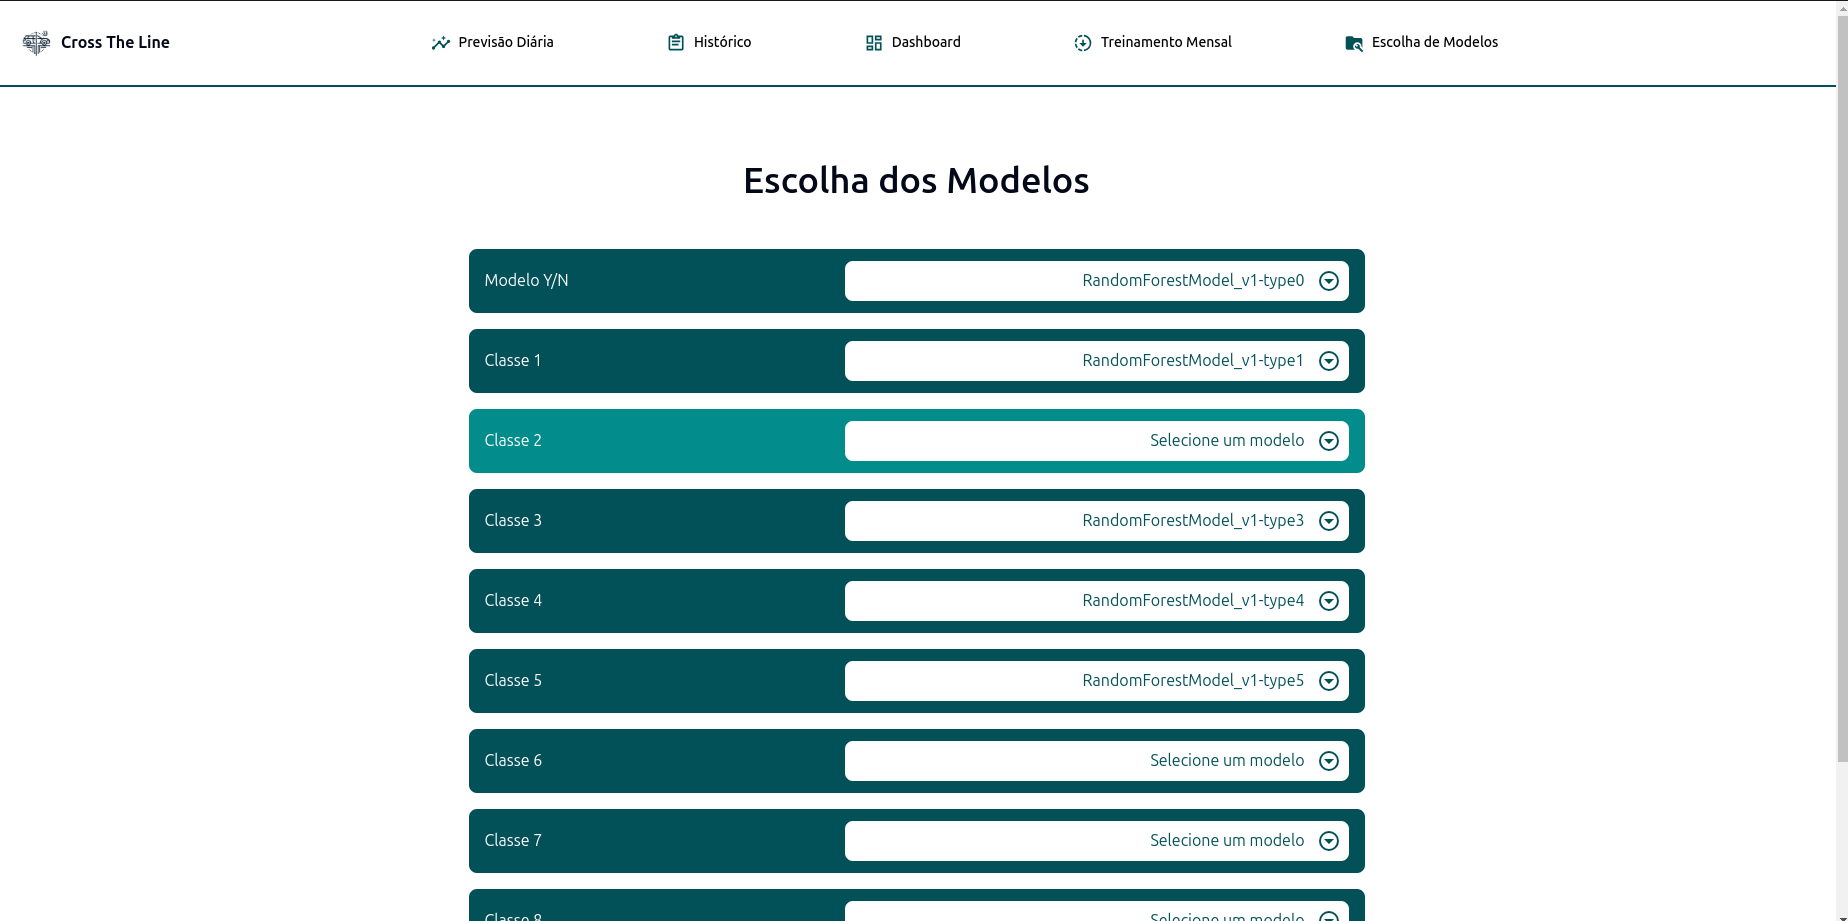 Cross The Line
Previsão Diária
Histórico
Dashboard
Treinamento Mensal
Escolha de Modelos
Escolha dos Modelos
Modelo Y/N
RandomForestModel_v1-type0
Classe 1
RandomForestModel_v1-type1
Classe 2
Selecione um modelo
Classe 3
RandomForestModel_v1-type3
Classe 4
RandomForestModel_v1-type4
Classe 5
RandomForestModel_v1-type5
Classe 6
Selecione um modelo
Classe 7
Selecione um modelo
Classe 8
Selecione um modelo